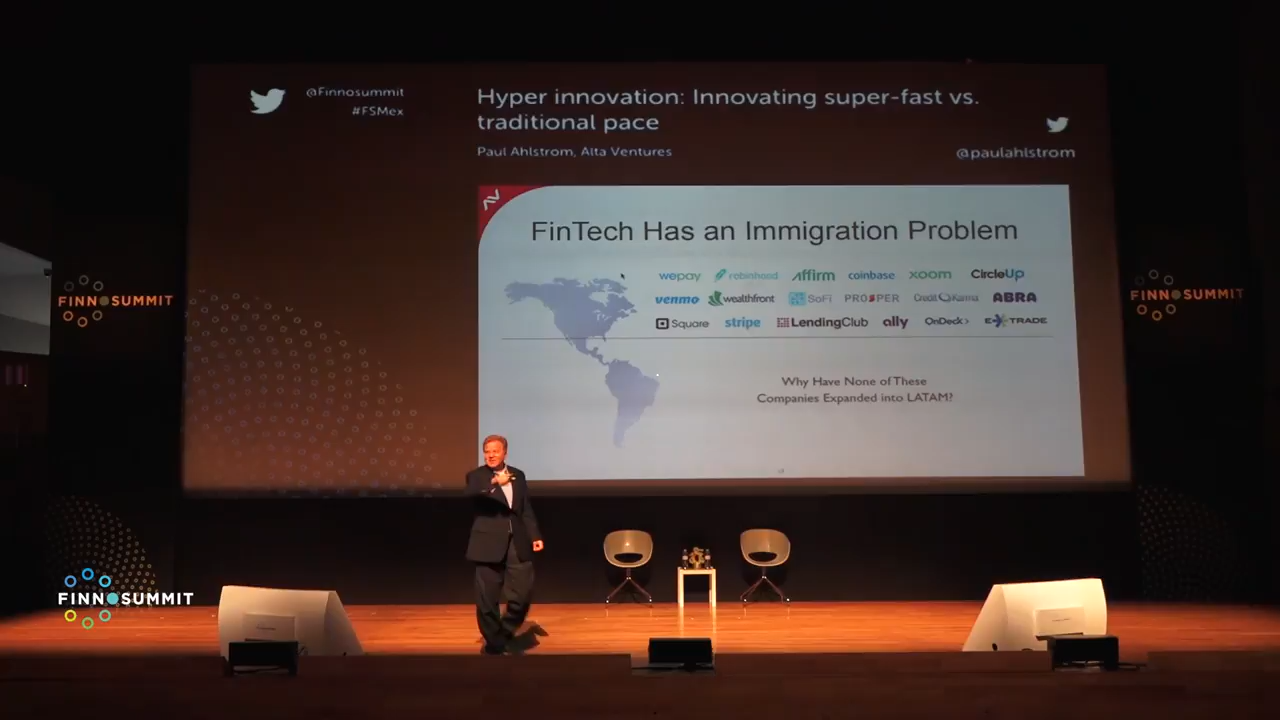 @Finnosummit
#FSMex
Hyper innovation: Innovating super-fast vs.
traditional pace
Paul Ahlstrom, Alta Ventures
@paulahlstrom
FinTech Has an Immigration Problem
wepay robinhood affirm coinbase xoom CircleUp
venmo wealthfront SoFi PROSPER Credit Karma ABRA
Square stripe LendingClub ally OnDeck> E*TRADE
Why Have None of These
Companies Expanded into LATAM?
FINNOSUMMIT
FINNOSUMMIT
FINNOSUMMIT